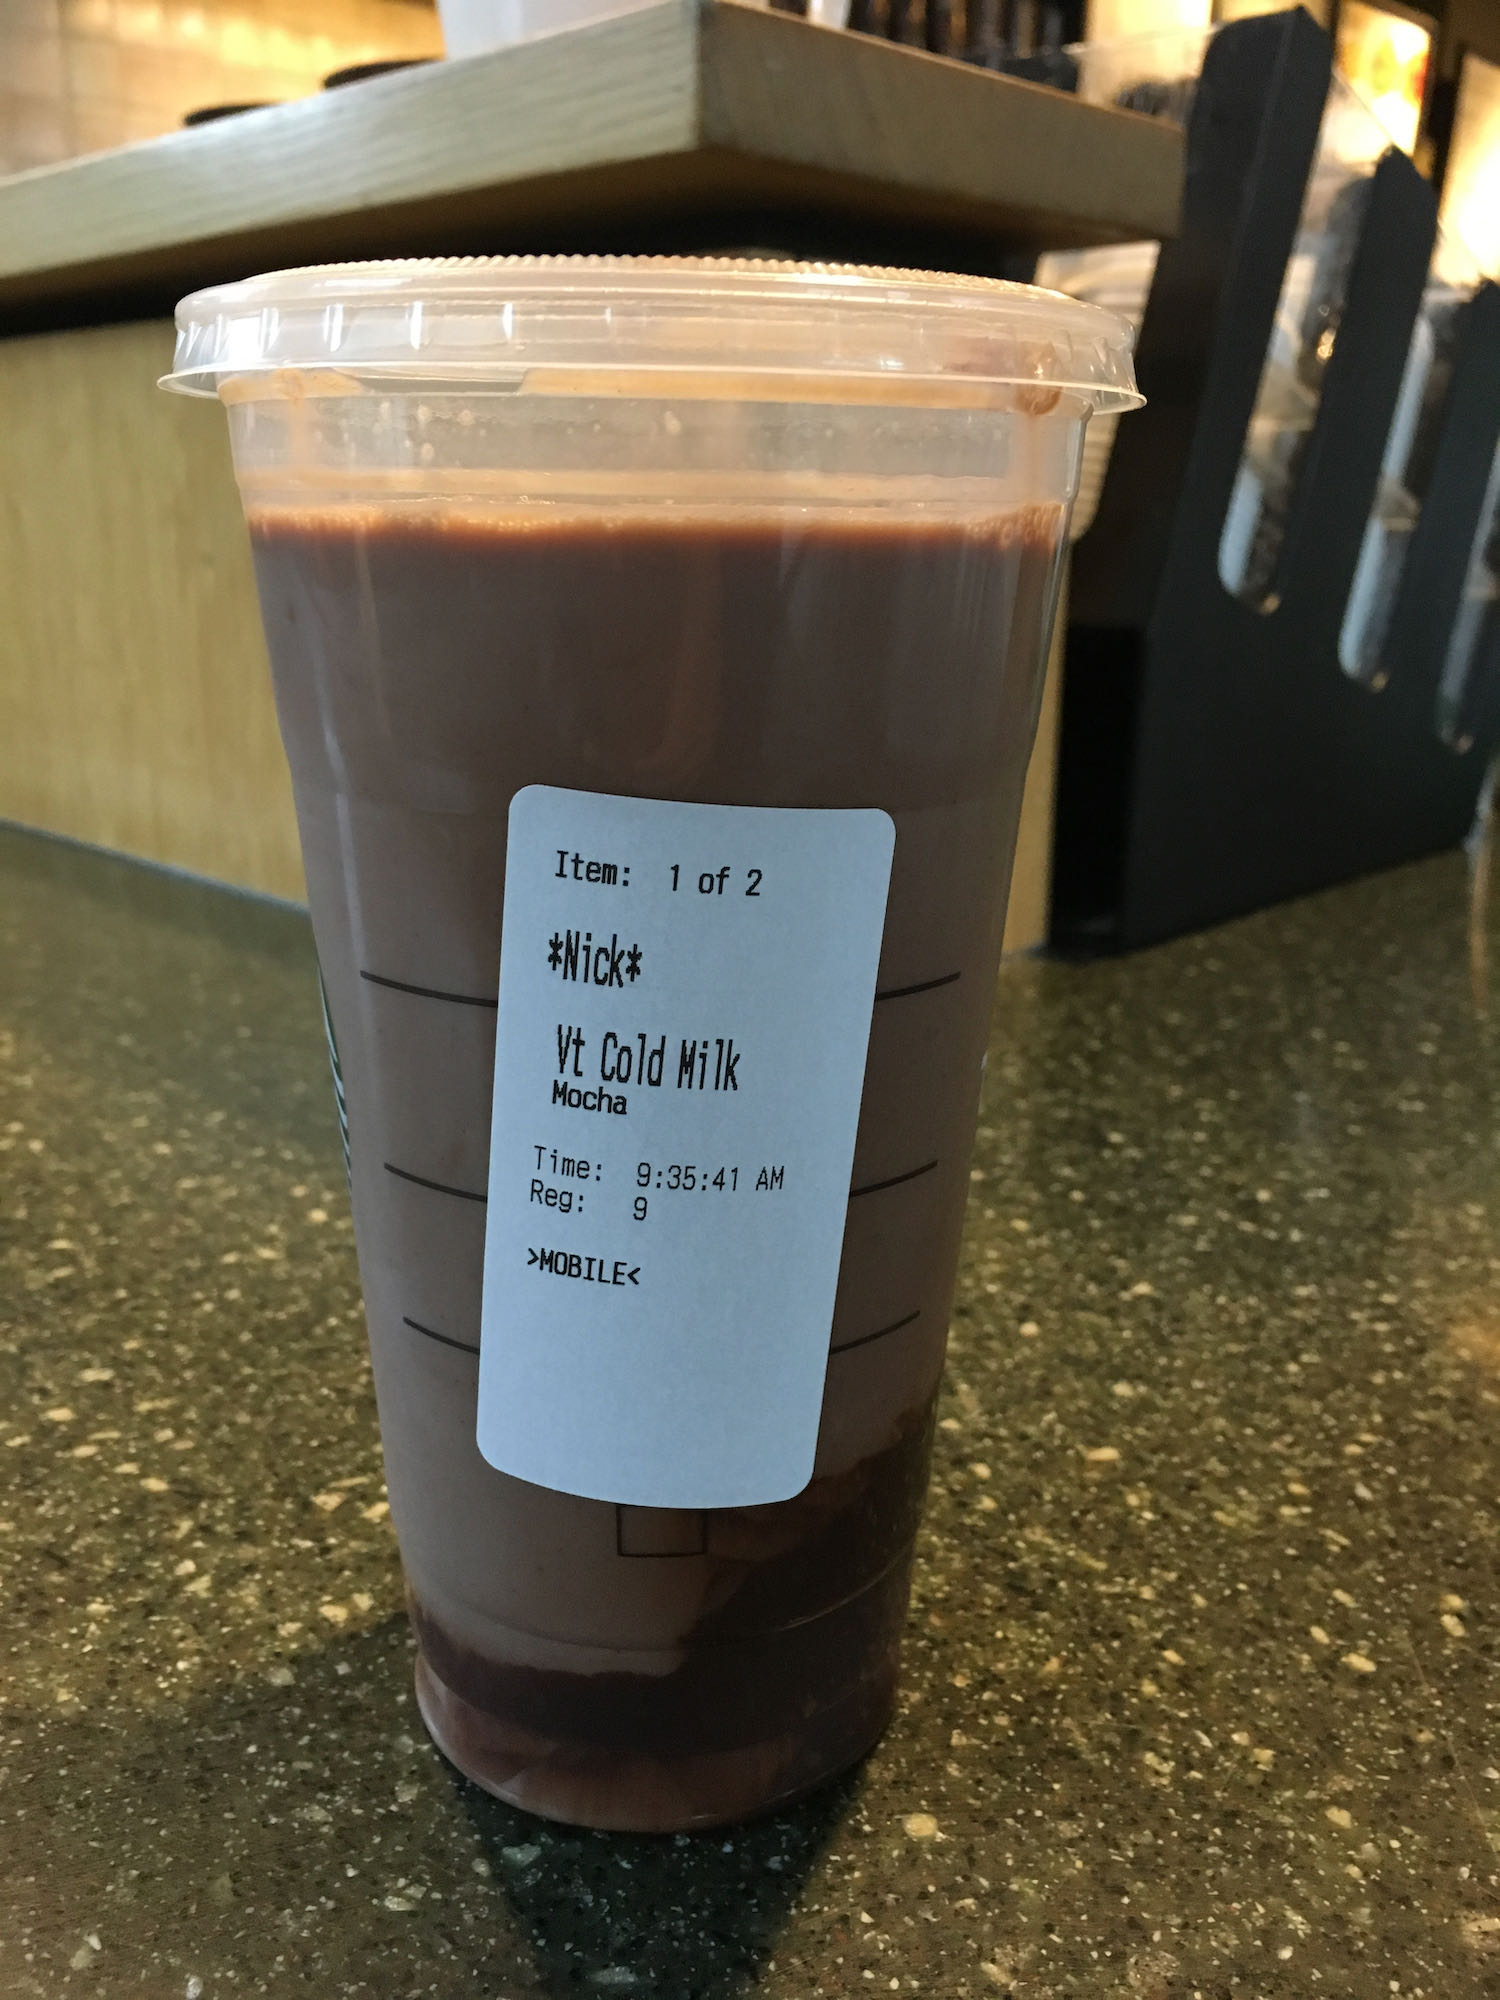 Item: 1 of 2
*Nick*
Vt Cold Milk
Mocha
Time: 9:35:41 AM
Reg: 9
>MOBILE<